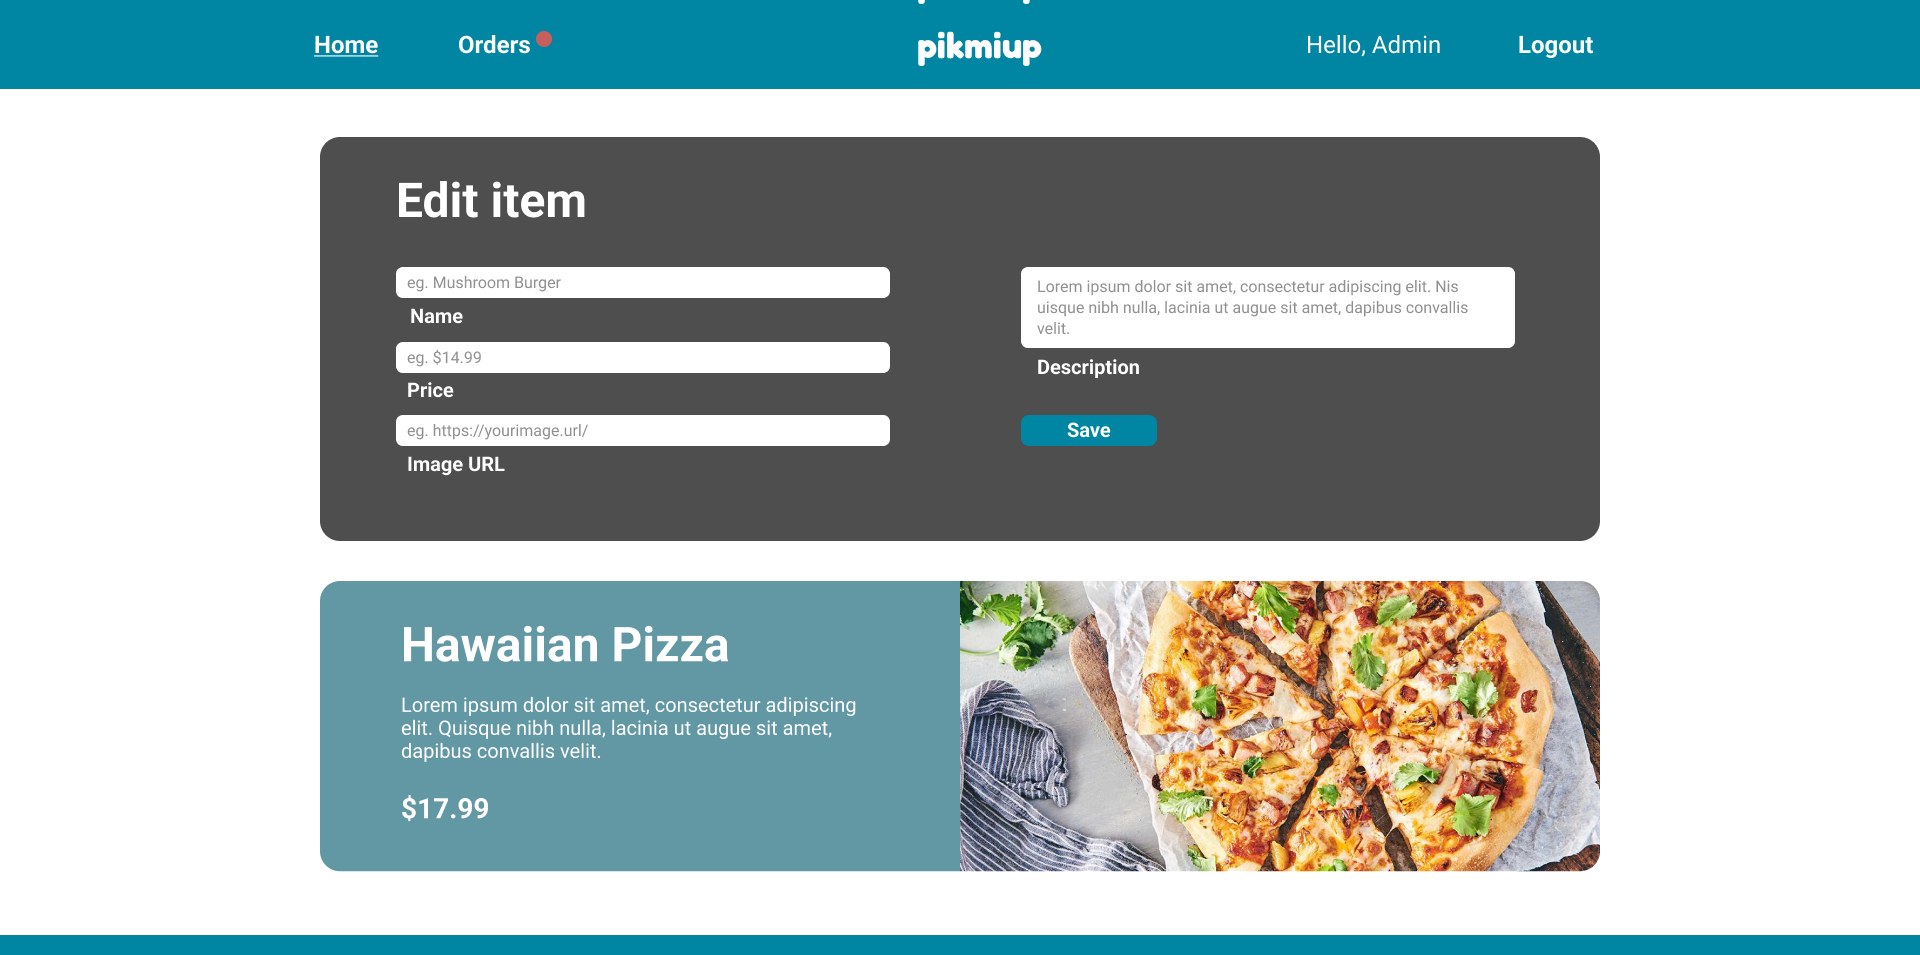 Home
Orders
pikmiup
Hello, Admin
Logout
Edit item
eg. Mushroom Burger
Name
eg. $14.99
Price
eg. https://yourimage.url/
Image URL
Lorem ipsum dolor sit amet, consectetur adipiscing elit. Nis
uisque nibh nulla, lacinia ut augue sit amet, dapibus convallis
velit.
Description
Save
Hawaiian Pizza
Lorem ipsum dolor sit amet, consectetur adipiscing
elit. Quisque nibh nulla, lacinia ut augue sit amet,
dapibus convallis velit.
$17.99